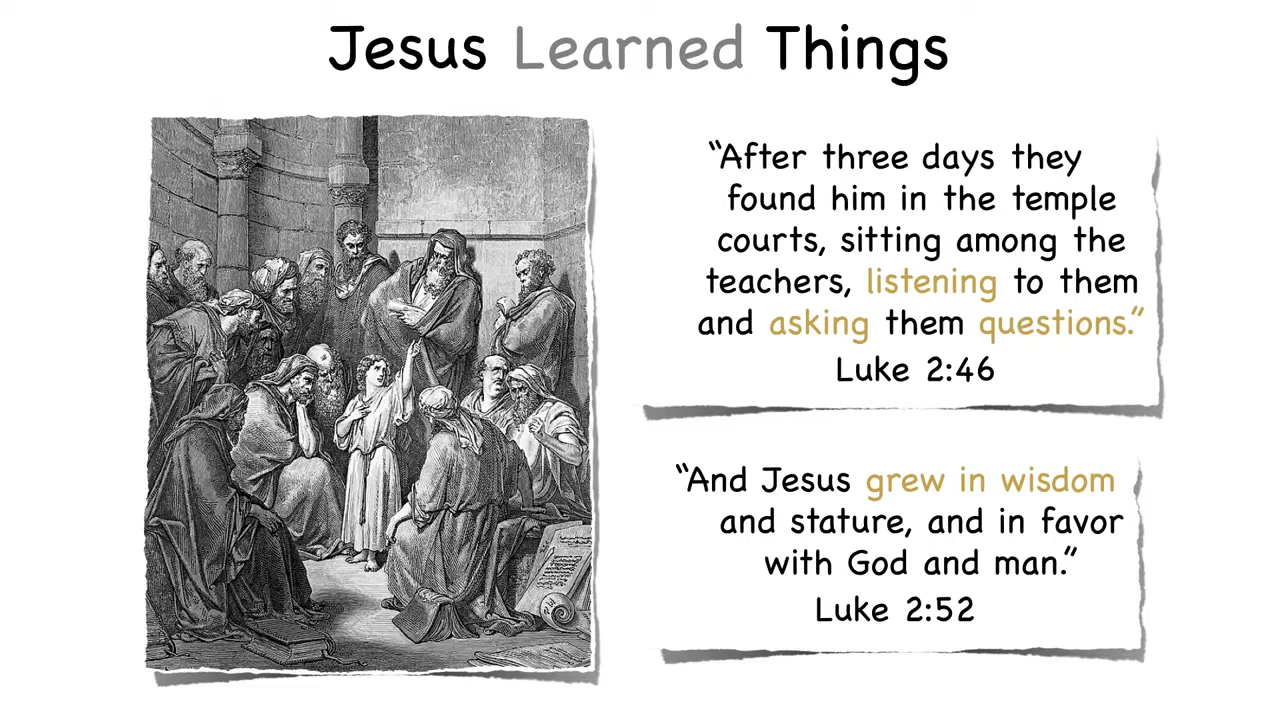 Jesus Learned Things
“After three days they
found him in the temple
courts, sitting among the
teachers, listening to them
and asking them questions.”
Luke 2:46
“And Jesus grew in wisdom
and stature, and in favor
with God and man.”
Luke 2:52